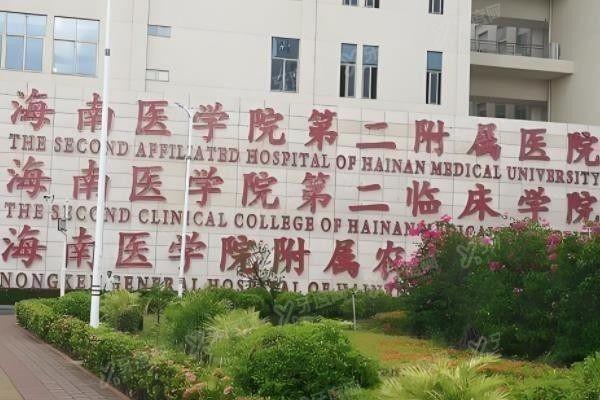 海南医学院第二附属医院
THE SECOND AFFILIATED HOSPITAL OF HAINAN MEDICAL UNIVERSITY
海南医学院第二临床学院
THE SECOND CLINICAL COLLEGE OF HAINAN
海南医学院附属农
NONGKEN GENERAL HOSPITAL OF